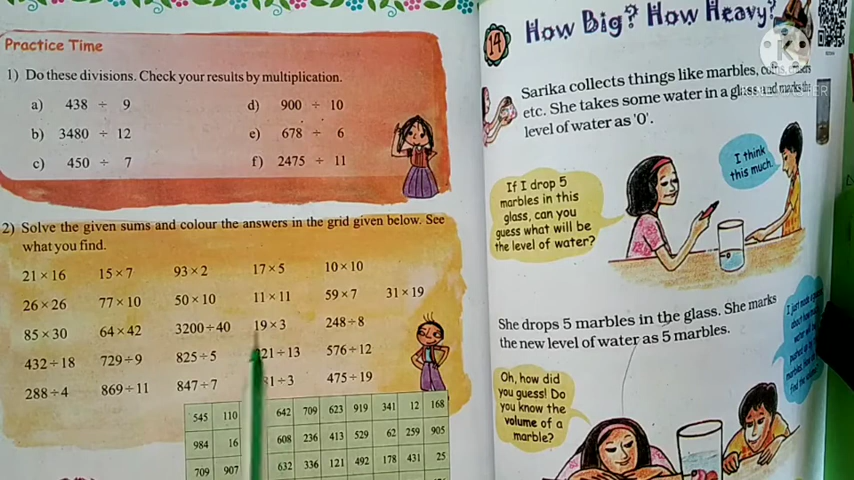 Practice Time
1) Do these divisions. Check your results by multiplication.
a) 438 ÷ 9
d) 900 ÷ 10
b) 3480 ÷ 12
e) 678 ÷ 6
c) 450 ÷ 7
f) 2475 ÷ 11
2) Solve the given sums and colour the answers in the grid given below. See
what you find.
21 × 16 15 × 7 93 × 2 17 × 5 10 × 10
26 × 26 77 × 10 50 × 10 11 × 11 59 × 7 31 × 19
85 × 30 64 × 42 3200 ÷ 40 19 × 3 248 ÷ 8
432 ÷ 18 729 ÷ 9 825 ÷ 5 21 ÷ 13 576 ÷ 12
288 ÷ 4 869 ÷ 11 847 ÷ 7 1 ÷ 3 475 ÷ 19
545 110 642 709 623 919 341 12 168
984 16 608 236 413 529 62 259 905
709 907 632 336 121 492 178 431 25
14
How Big? How Heavy?
Sarika collects things like marbles,
etc. She takes some water in a glass and marks the
level of water as '0'.
If I drop 5
marbles in this
glass, can you
guess what will be
the level of water?
I think
this much.
She drops 5 marbles in the glass. She marks
the new level of water as 5 marbles.
Oh, how did
you guess! Do
you know the
volume of a
marble?
I just made a
K